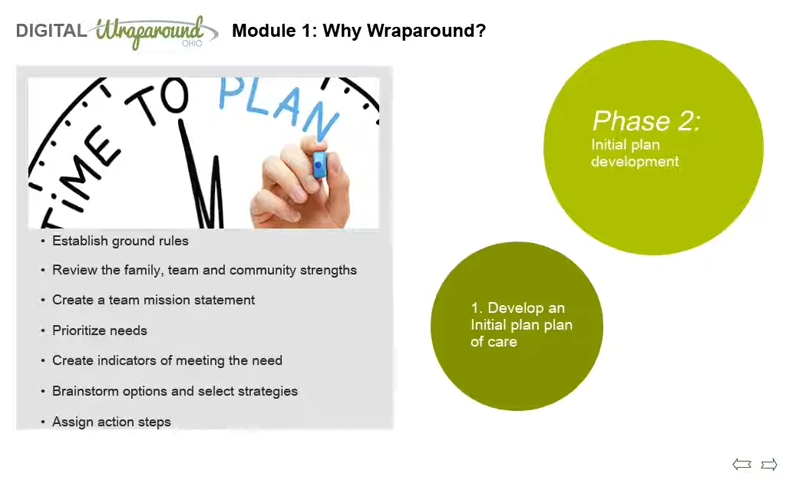 DIGITAL Wraparound
OHIO
Module 1: Why Wraparound?
TIME TO PLAN
Phase 2:
Initial plan
development
• Establish ground rules
• Review the family, team and community strengths
• Create a team mission statement
• Prioritize needs
• Create indicators of meeting the need
• Brainstorm options and select strategies
• Assign action steps
1. Develop an
Initial plan plan
of care